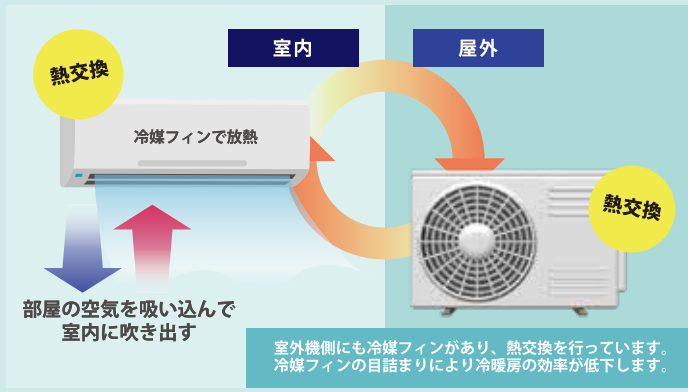 室内
屋外
熱交換
冷媒フィンで放熱
熱交換
部屋の空気を吸い込んで
室内に吹き出す
室外機側にも冷媒フィンがあり、熱交換を行っています。
冷媒フィンの目詰まりにより冷暖房の効率が低下します。